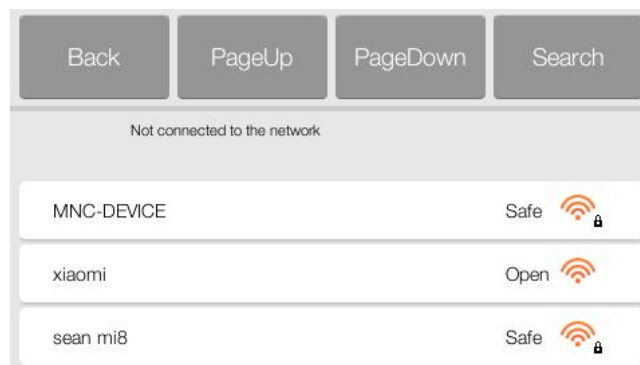 Back PageUp PageDown Search
Not connected to the network
MNC-DEVICE Safe
xiaomi Open
sean mi8 Safe